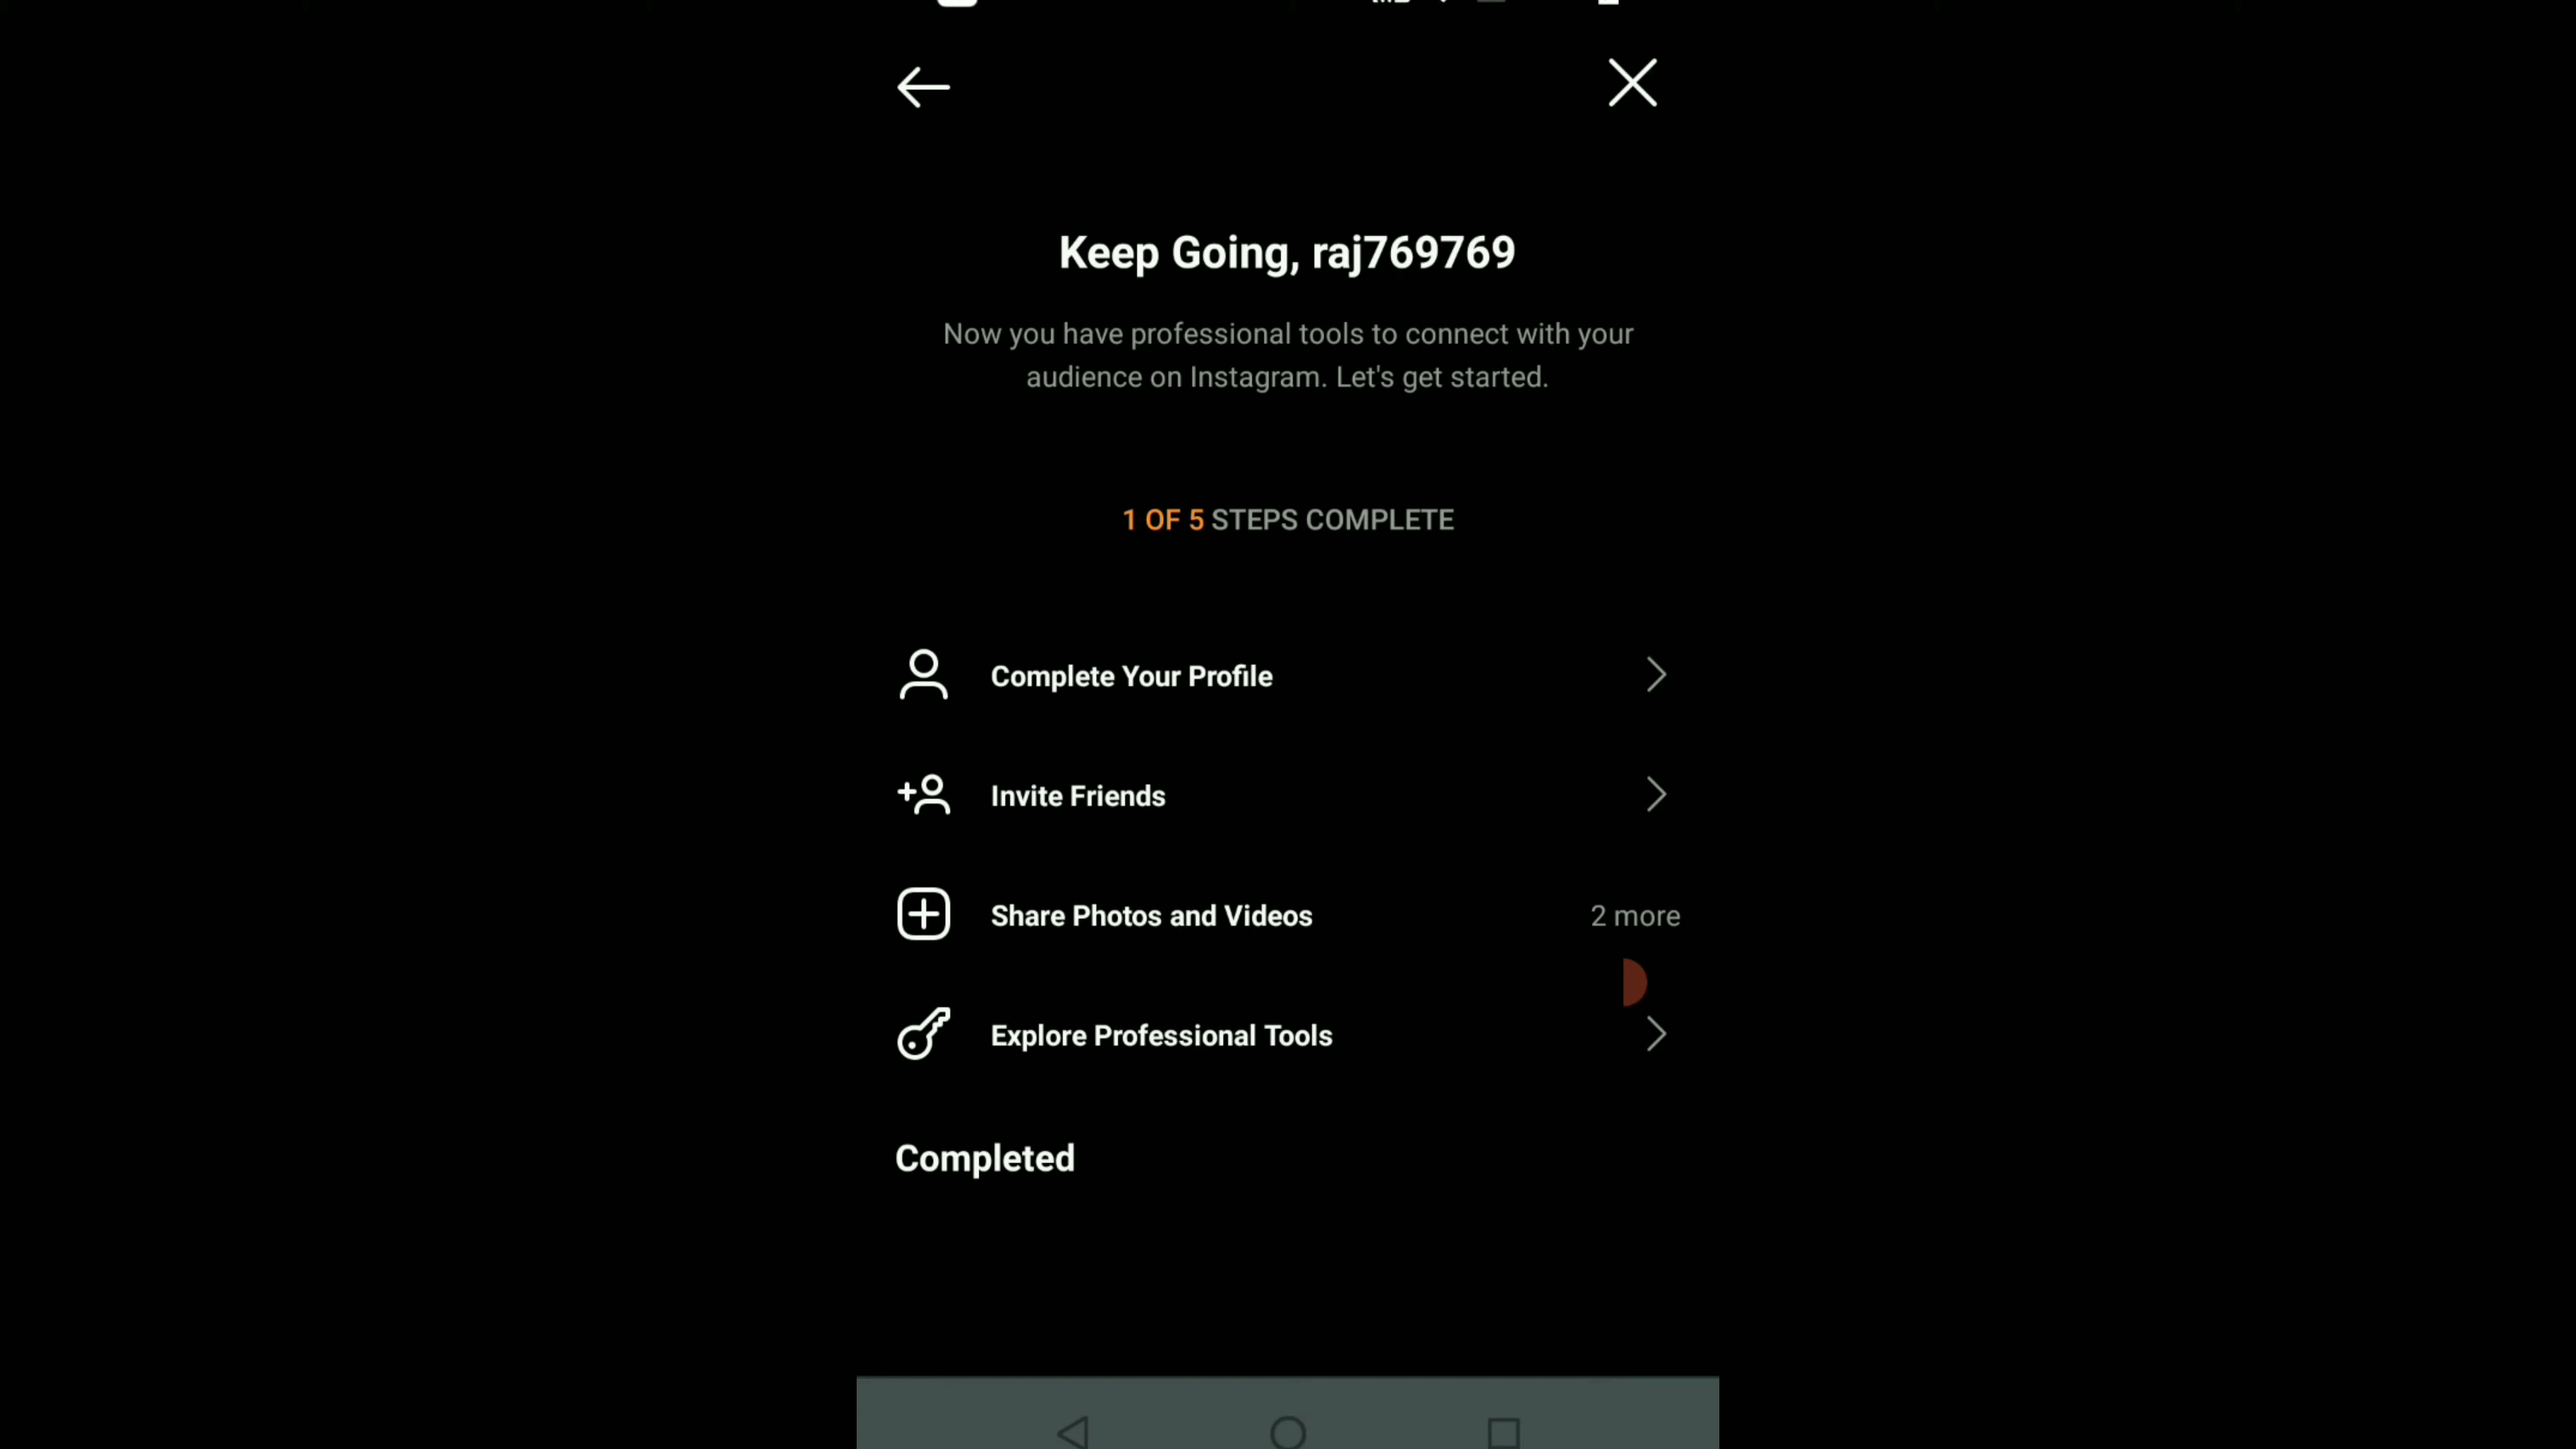 Keep Going, raj769769
Now you have professional tools to connect with your
audience on Instagram. Let's get started.
1 OF 5 STEPS COMPLETE
Complete Your Profile
Invite Friends
Share Photos and Videos 2 more
Explore Professional Tools
Completed